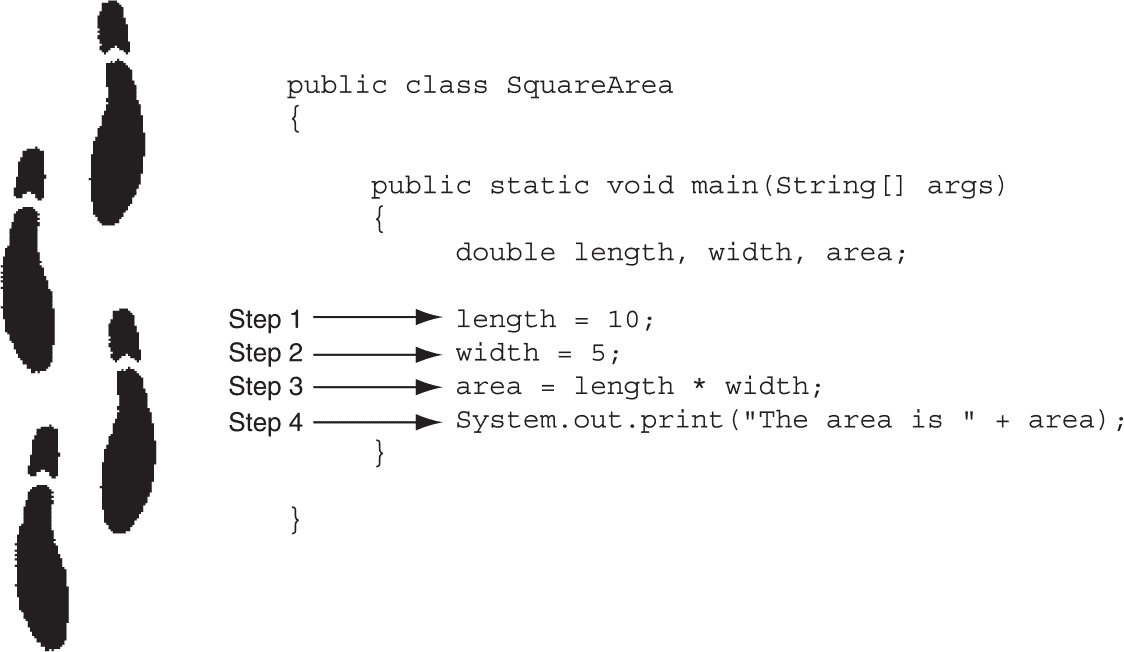 public class SquareArea
{
public static void main(String[] args)
{
double length, width, area;
Step 1 length = 10;
Step 2 width = 5;
Step 3 area = length * width;
Step 4 System.out.print("The area is " + area);
}
}